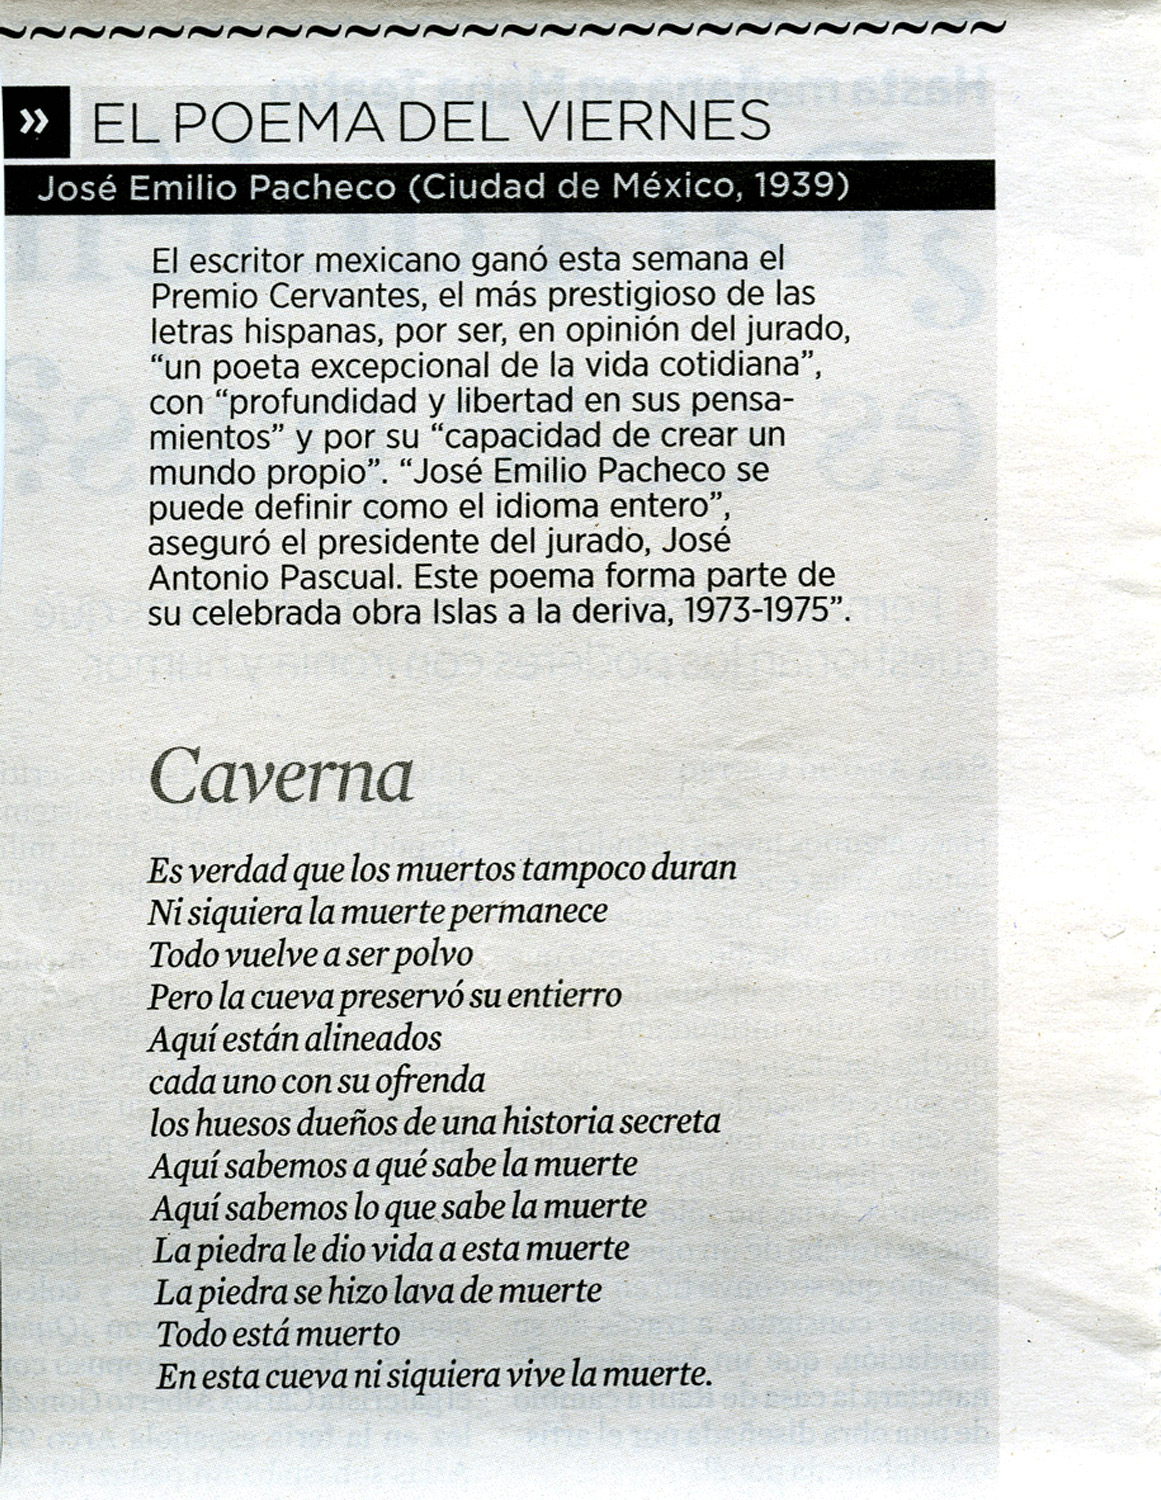 » EL POEMA DEL VIERNES
José Emilio Pacheco (Ciudad de México, 1939)
El escritor mexicano ganó esta semana el
Premio Cervantes, el más prestigioso de las
letras hispanas, por ser, en opinión del jurado,
“un poeta excepcional de la vida cotidiana”,
con “profundidad y libertad en sus pensa-
mientos” y por su “capacidad de crear un
mundo propio”. “José Emilio Pacheco se
puede definir como el idioma entero”,
aseguró el presidente del jurado, José
Antonio Pascual. Este poema forma parte de
su celebrada obra Islas a la deriva, 1973-1975”.
Caverna
Es verdad que los muertos tampoco duran
Ni siquiera la muerte permanece
Todo vuelve a ser polvo
Pero la cueva preservó su entierro
Aquí están alineados
cada uno con su ofrenda
los huesos dueños de una historia secreta
Aquí sabemos a qué sabe la muerte
Aquí sabemos lo que sabe la muerte
La piedra le dio vida a esta muerte
La piedra se hizo lava de muerte
Todo está muerto
En esta cueva ni siquiera vive la muerte.